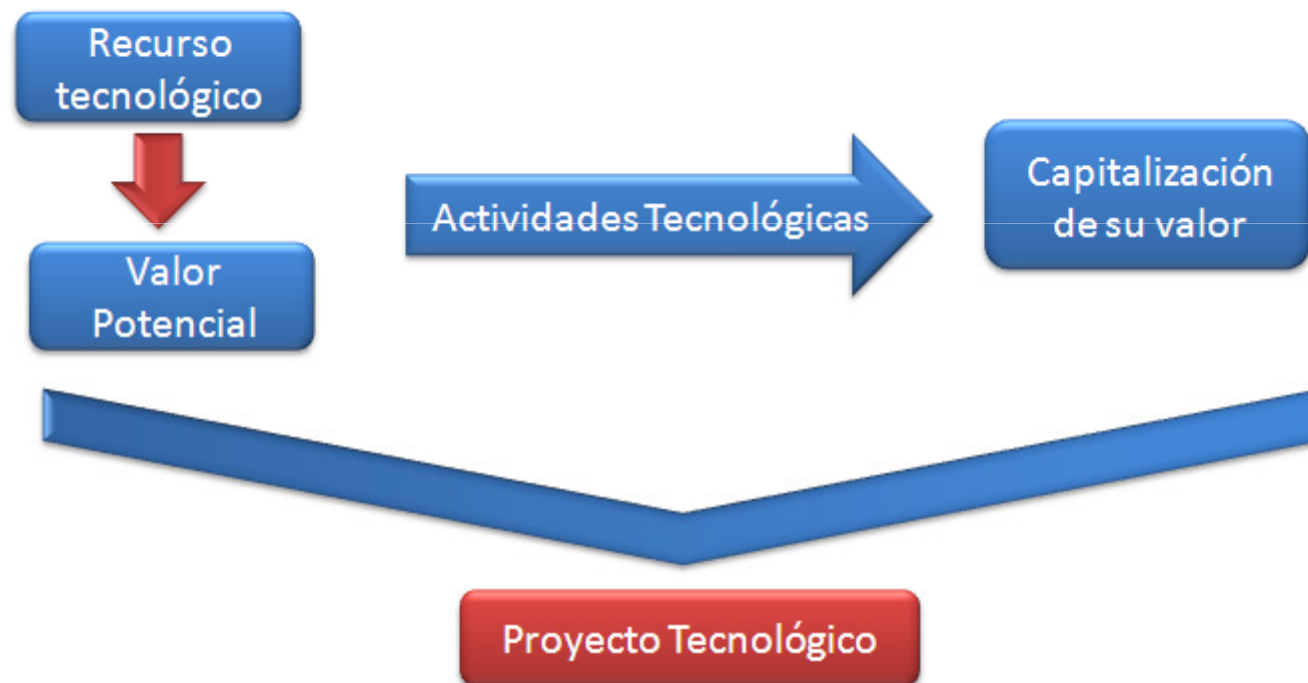 Recurso
tecnológico
Valor
Potencial
Actividades Tecnológicas
Capitalización
de su valor
Proyecto Tecnológico